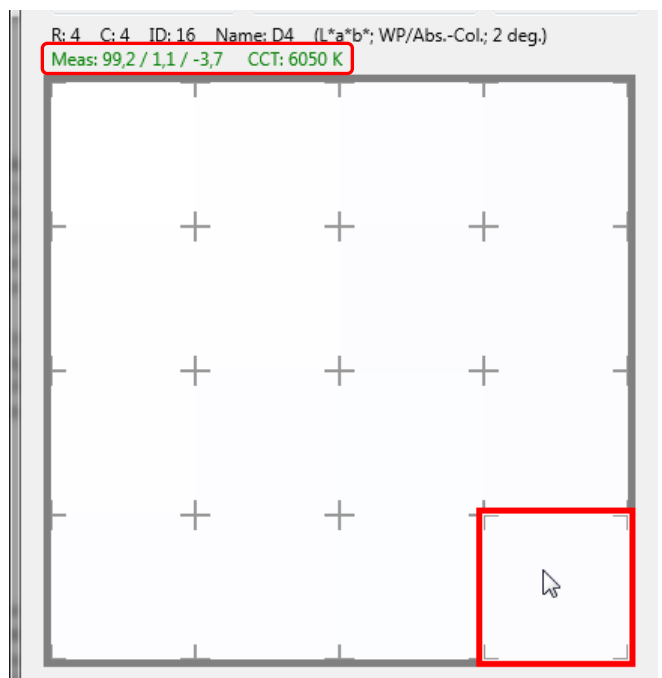 R: 4 C: 4 ID: 16 Name: D4 (L*a*b*; WP/Abs.-Col.; 2 deg.)
Meas: 99,2 / 1,1 / -3,7 CCT: 6050 K